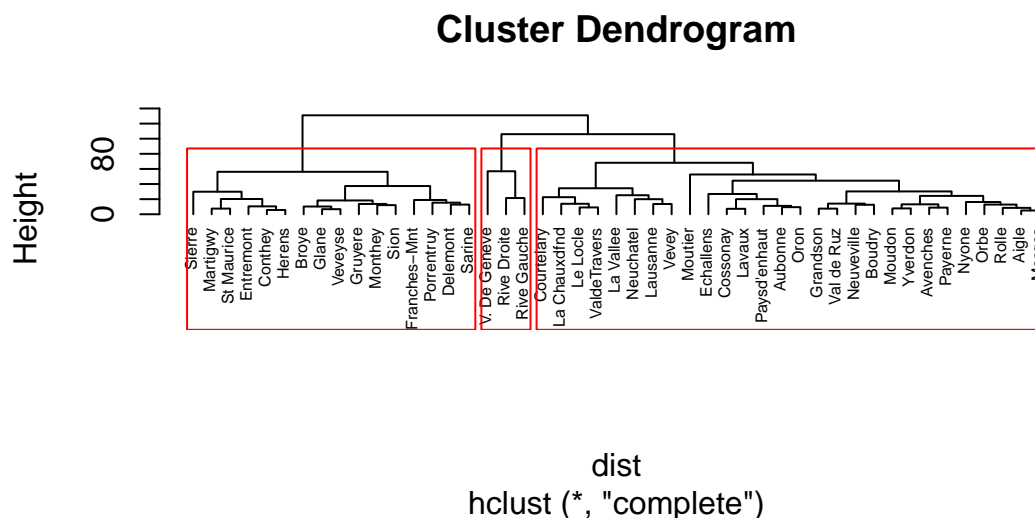 Cluster Dendrogram
Height
80
0
Sierre
Martigwy
St Maurice
Entremont
Conthey
Herens
Broye
Glane
Veveyse
Gruyere
Monthey
Sion
Franches−Mnt
Porrentruy
Delemont
Sarine
V. De Geneve
Rive Droite
Rive Gauche
Courtelary
La Chauxdfnd
Le Locle
ValdeTravers
La Vallee
Neuchatel
Lausanne
Vevey
Moutier
Echallens
Cossonay
Lavaux
Paysd'enhaut
Aubonne
Oron
Grandson
Val de Ruz
Neuveville
Boudry
Moudon
Yverdon
Avenches
Payerne
Nyone
Orbe
Rolle
Aigle
dist
hclust (*, "complete")